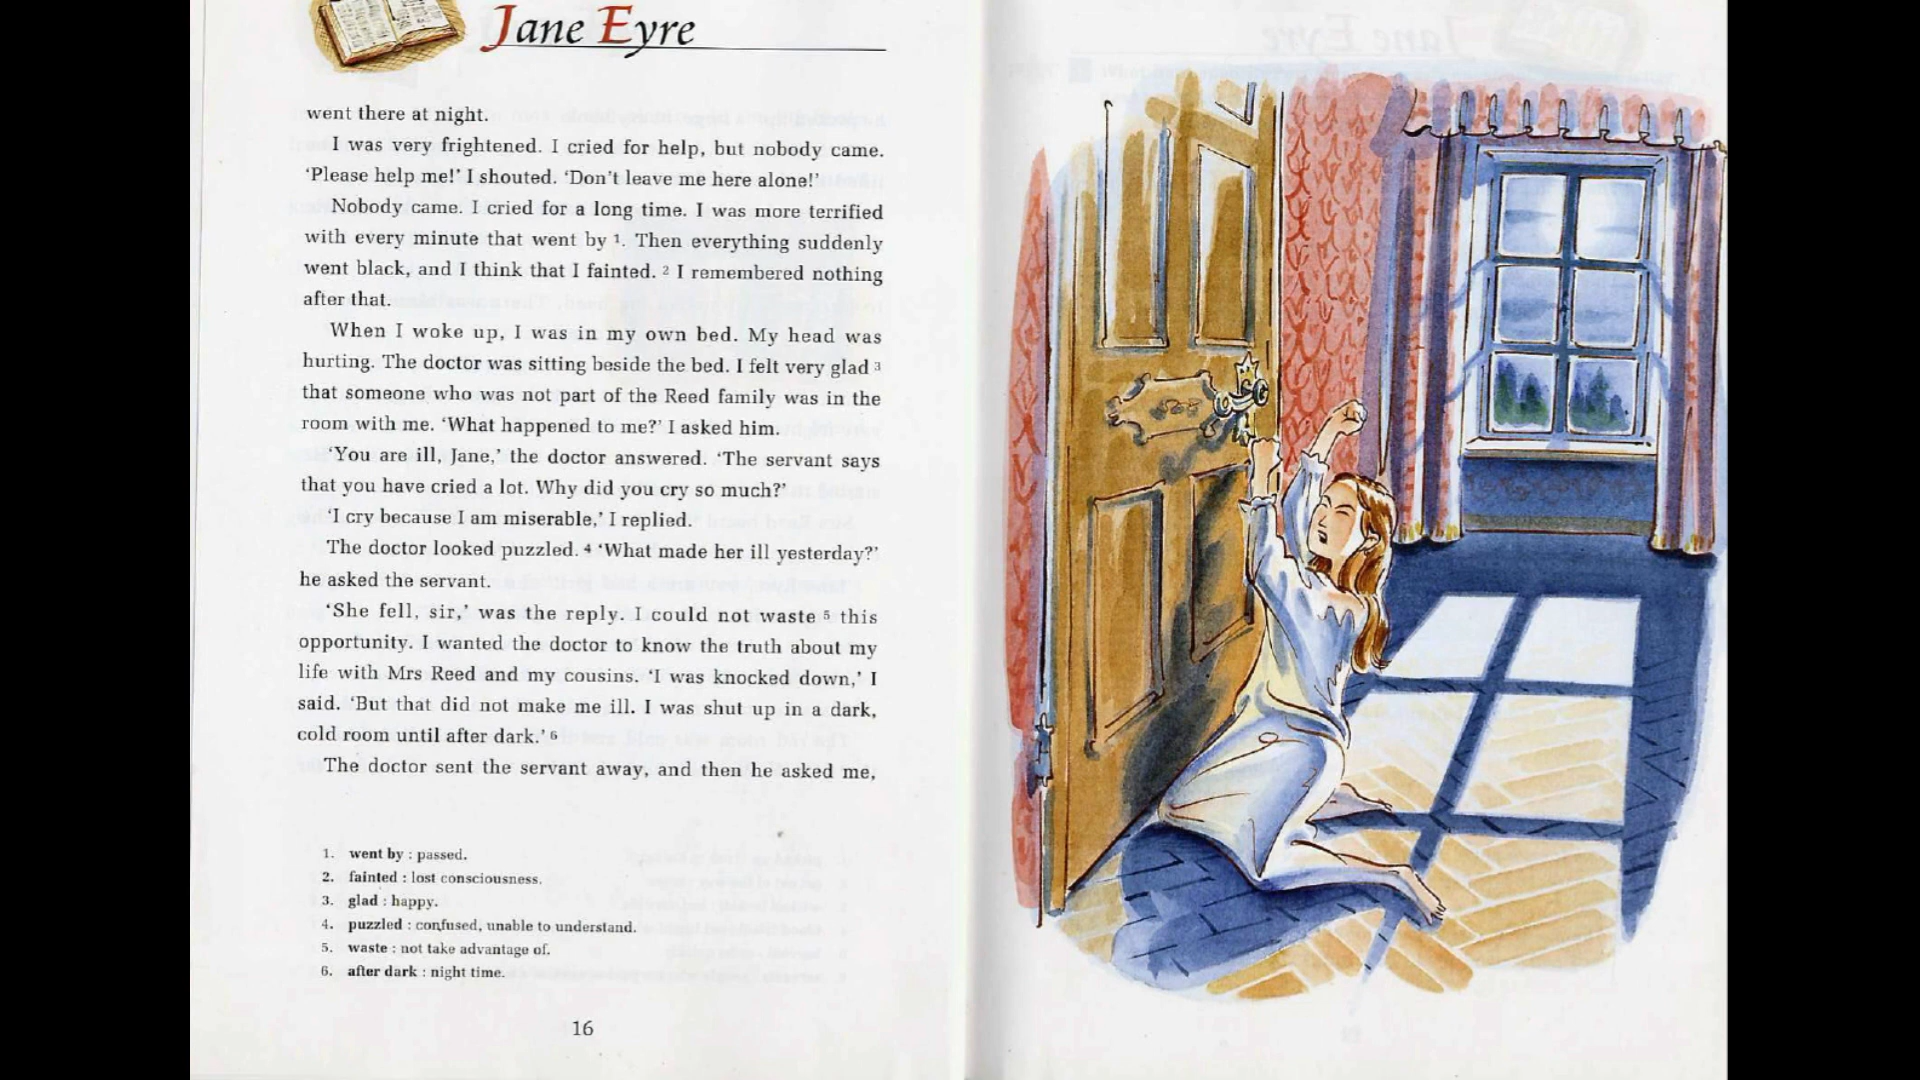 Jane Eyre
went there at night.
I was very frightened. I cried for help, but nobody came.
‘Please help me!’ I shouted. ‘Don’t leave me here alone!’
Nobody came. I cried for a long time. I was more terrified
with every minute that went by ¹. Then everything suddenly
went black, and I think that I fainted. ² I remembered nothing
after that.
When I woke up, I was in my own bed. My head was
hurting. The doctor was sitting beside the bed. I felt very glad ³
that someone who was not part of the Reed family was in the
room with me. ‘What happened to me?’ I asked him.
‘You are ill, Jane,’ the doctor answered. ‘The servant says
that you have cried a lot. Why did you cry so much?’
‘I cry because I am miserable,’ I replied.
The doctor looked puzzled. ⁴ ‘What made her ill yesterday?’
he asked the servant.
‘She fell, sir,’ was the reply. I could not waste ⁵ this
opportunity. I wanted the doctor to know the truth about my
life with Mrs Reed and my cousins. ‘I was knocked down,’ I
said. ‘But that did not make me ill. I was shut up in a dark,
cold room until after dark.’ ⁶
The doctor sent the servant away, and then he asked me,
1. went by : passed.
2. fainted : lost consciousness.
3. glad : happy.
4. puzzled : confused, unable to understand.
5. waste : not take advantage of.
6. after dark : night time.
16